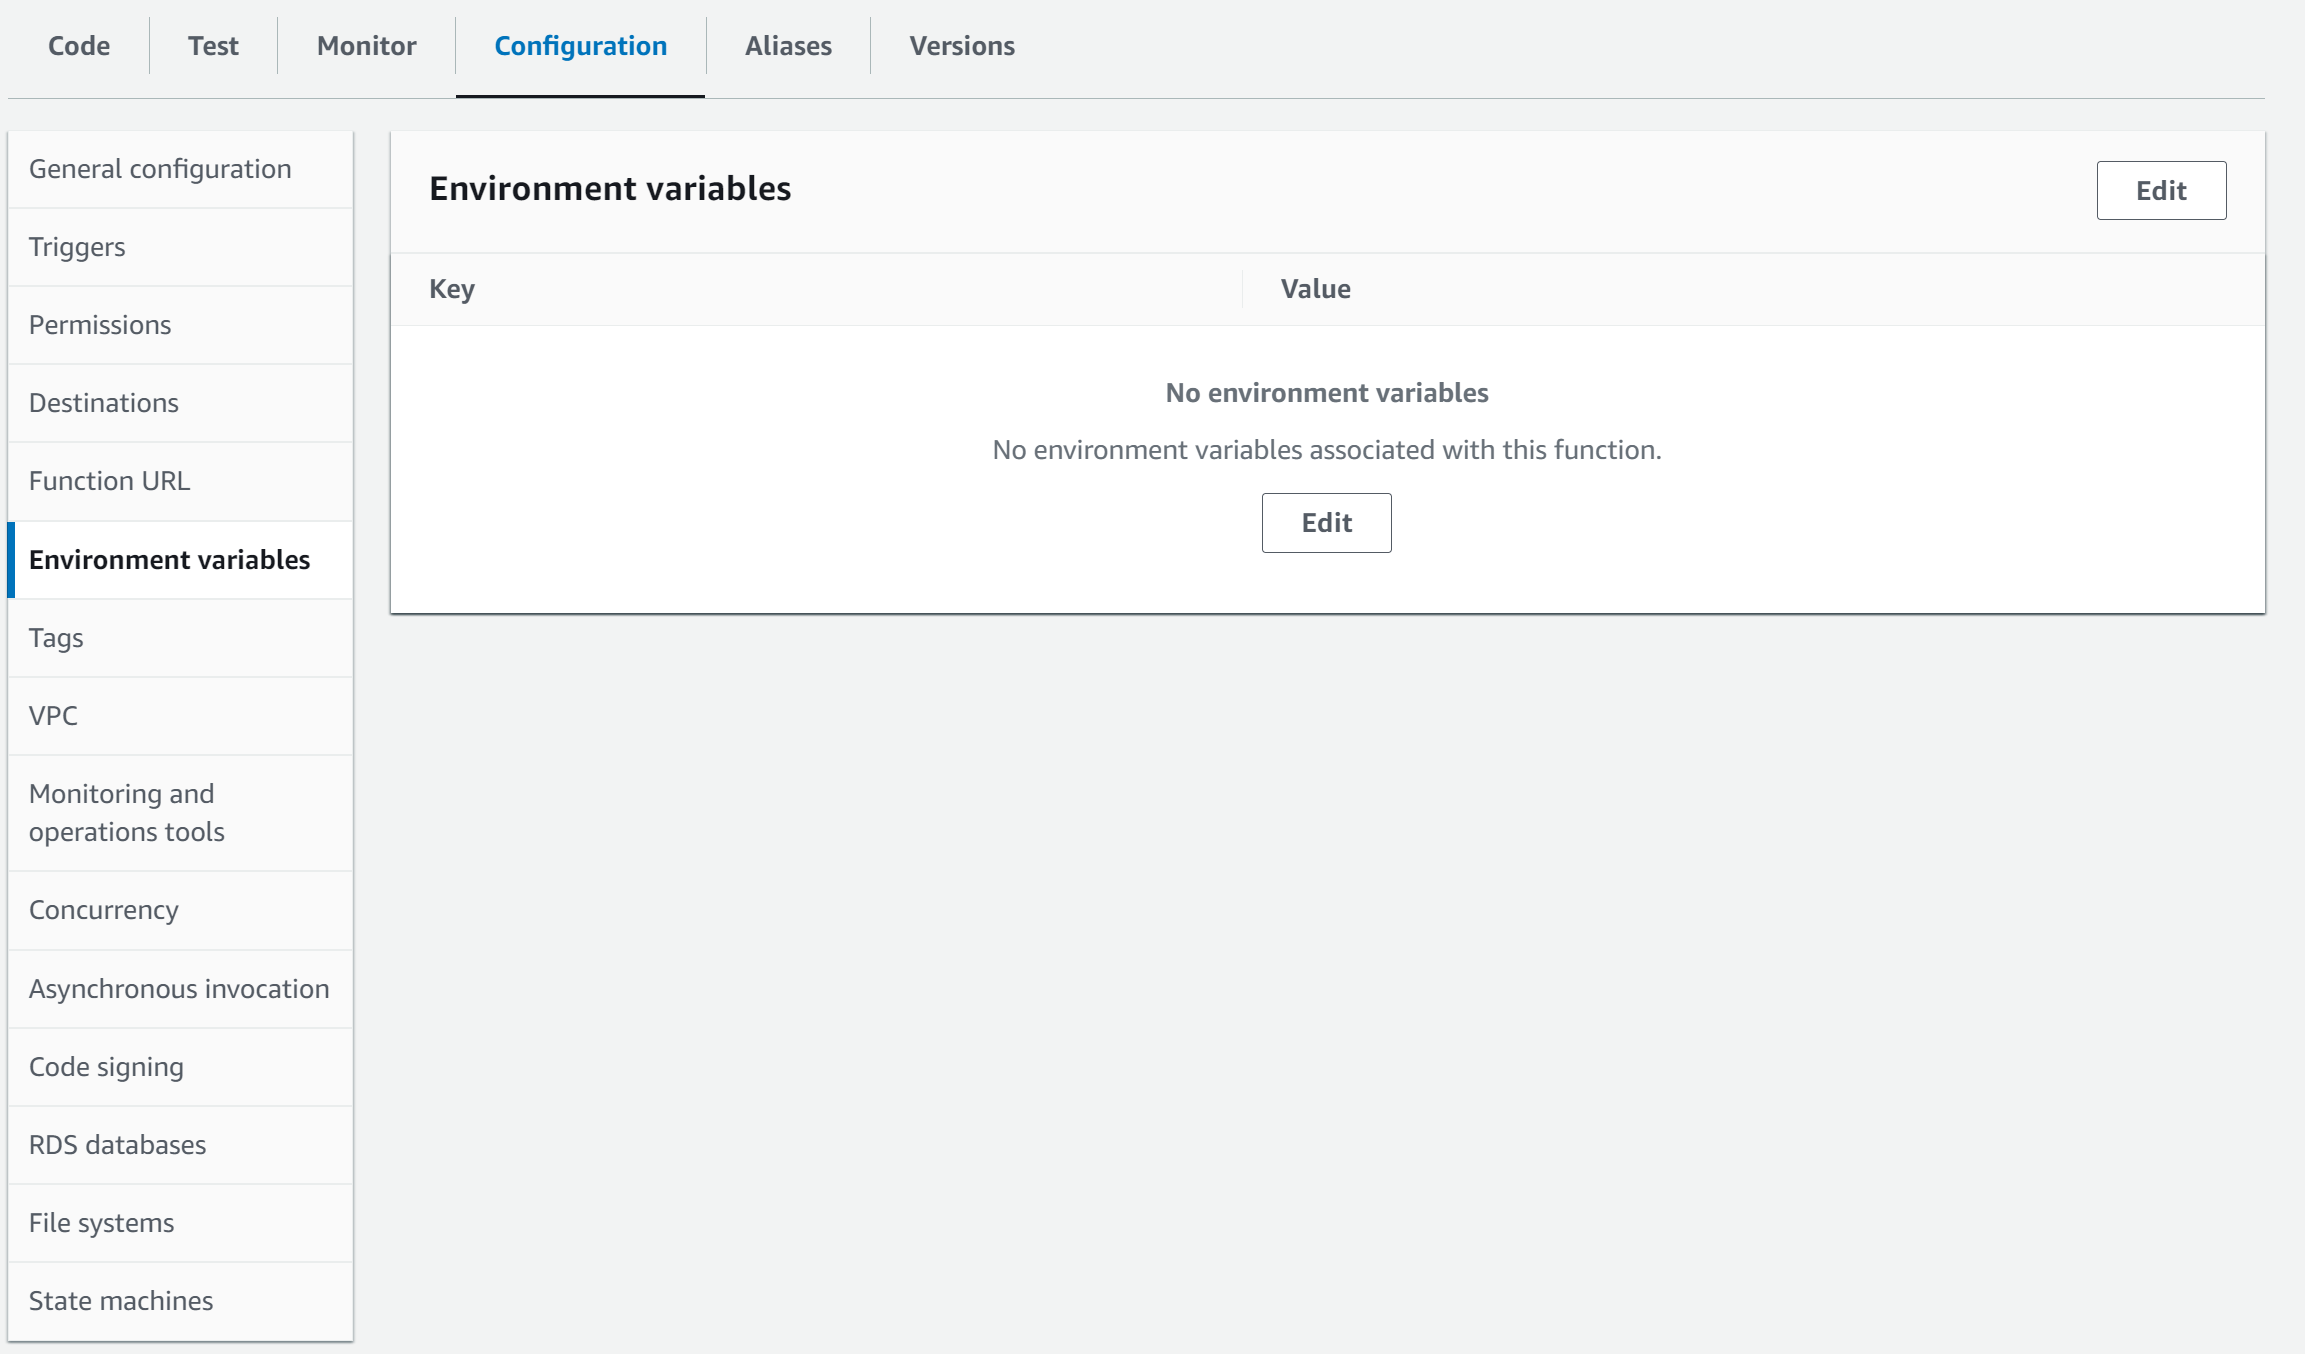 Code
Test
Monitor
Configuration
Aliases
Versions
General configuration
Triggers
Permissions
Destinations
Function URL
Environment variables
Tags
VPC
Monitoring and
operations tools
Concurrency
Asynchronous invocation
Code signing
RDS databases
File systems
State machines
Environment variables
Edit
Key
Value
No environment variables
No environment variables associated with this function.
Edit